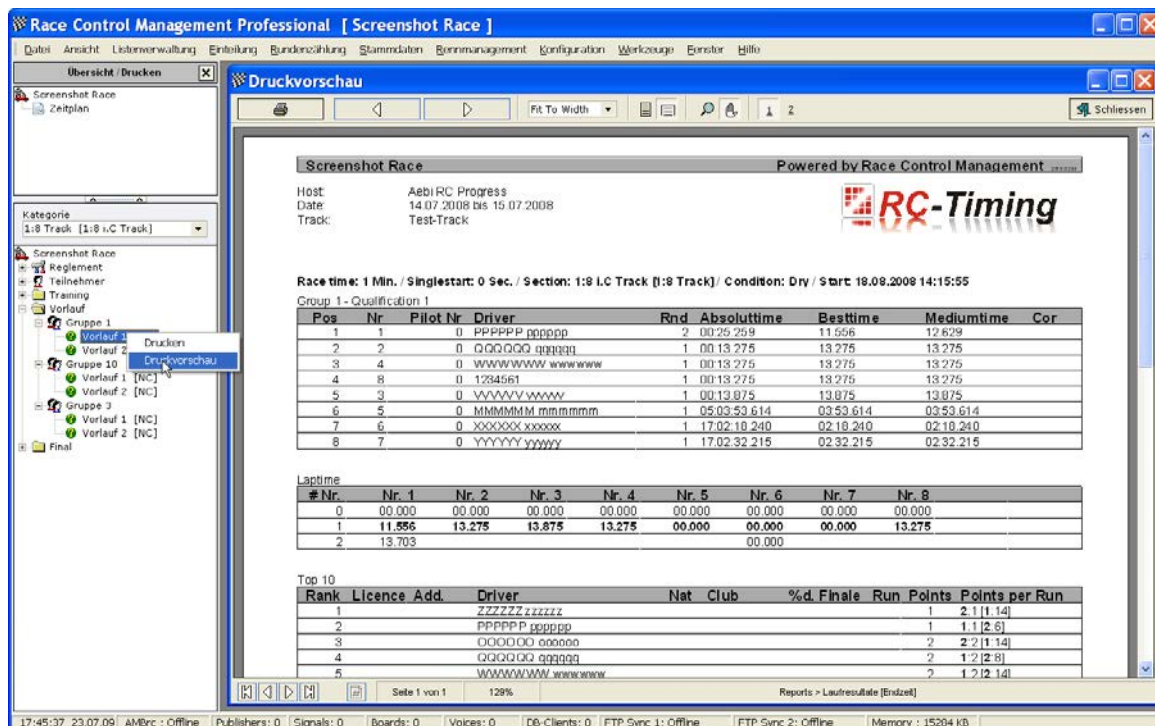 Race Control Management Professional [ Screenshot Race ]
Datei Ansicht Listenverwaltung Einteilung Rundenzählung Stammdaten Rennmanagement Konfiguration Werkzeuge Fenster Hilfe
Übersicht / Drucken
Screenshot Race
Zeitplan
Kategorie
1:8 Track [1:8 i.C Track]
Screenshot Race
Reglement
Teilnehmer
Training
Vorlauf
Gruppe 1
Vorlauf 1
Vorlauf 2
Gruppe 10
Vorlauf 1 [NC]
Vorlauf 2 [NC]
Gruppe 3
Vorlauf 1 [NC]
Vorlauf 2 [NC]
Final
Drucken
Druckvorschau
Druckvorschau
Fit To Width 1 2 Schliessen
Screenshot Race Powered by Race Control Management
Host: Aebi RC Progress
Date: 14.07.2008 bis 15.07.2008
Track: Test-Track
RC-Timing
Race time: 1 Min. / Singlestart: 0 Sec. / Section: 1:8 i.C Track [1:8 Track] / Condition: Dry / Start: 18.08.2008 14:15:55
Group 1 - Qualification 1
Pos Nr Pilot Nr Driver Rnd Absoluttime Besttime Mediumtime Cor
1 1 0 PPPPPP pppppp 2 00:25.259 11.556 12.629
2 2 0 QQQQQQ qqqqqq 1 00:13.275 13.275 13.275
3 4 0 WWWWWW wwwwww 1 00:13.275 13.275 13.275
4 8 0 1234561 1 00:13.275 13.275 13.275
5 3 0 VVVVVV vvvvvv 1 00:13.875 13.875 13.875
6 5 0 MMMMMM mmmmmm 1 05:03:53.614 03:53.614 03:53.614
7 6 0 XXXXXX xxxxxx 1 17:02:18.240 02:18.240 02:18.240
8 7 0 YYYYYY yyyyyy 1 17:02:32.215 02:32.215 02:32.215
Laptime
# Nr. Nr. 1 Nr. 2 Nr. 3 Nr. 4 Nr. 5 Nr. 6 Nr. 7 Nr. 8
0 00.000 00.000 00.000 00.000 00.000 00.000 00.000 00.000
1 11.556 13.275 13.875 13.275 00.000 00.000 00.000 13.275
2 13.703 00.000
Top 10
Rank Licence Add. Driver Nat Club %d. Finale Run Points Points per Run
1 ZZZZZZ zzzzzz 1 2:1 [1:14]
2 PPPPPP pppppp 1 1:1 [2:6]
3 OOOOOO oooooo 2 2:2 [1:14]
4 QQQQQQ qqqqqq 2 1:2 [2:8]
5 WWWWWW wwwwww 2 1:2 [2:14]
Seite 1 von 1 129% Reports > Laufresultate [Endzeit]
17:45:37 23.07.09 AMBrc : Offline Publishers: 0 Signals: 0 Boards: 0 Voices: 0 DB-Clients: 0 FTP Sync 1: Offline FTP Sync 2: Offline Memory : 15204 KB